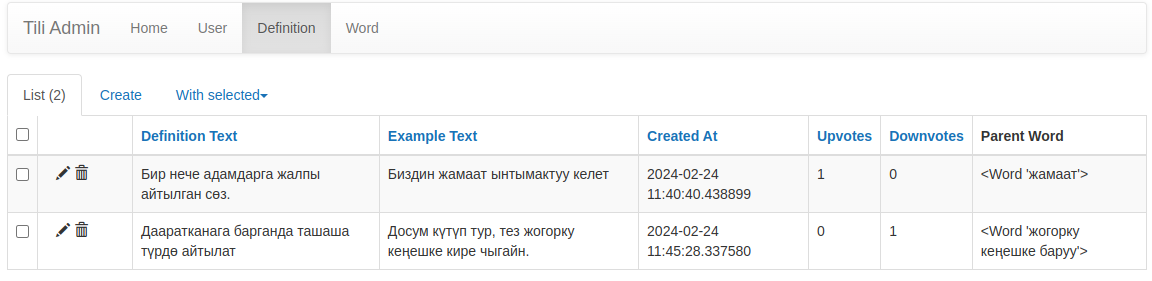 Tili Admin Home User Definition Word
List (2) Create With selected
Definition Text Example Text Created At Upvotes Downvotes Parent Word
Бир нече адамдарга жалпы Биздин жамаат ынтымактуу келет 2024-02-24 1 0 <Word 'жамаат'>
айтылган сөз. 11:40:40.438899
Дааратканага барганда ташаша Досум күтүп тур, тез жогорку 2024-02-24 0 1 <Word 'жогорку
түрдө айтылат кеңешке кире чыгайн. 11:45:28.337580 кеңешке баруу'>